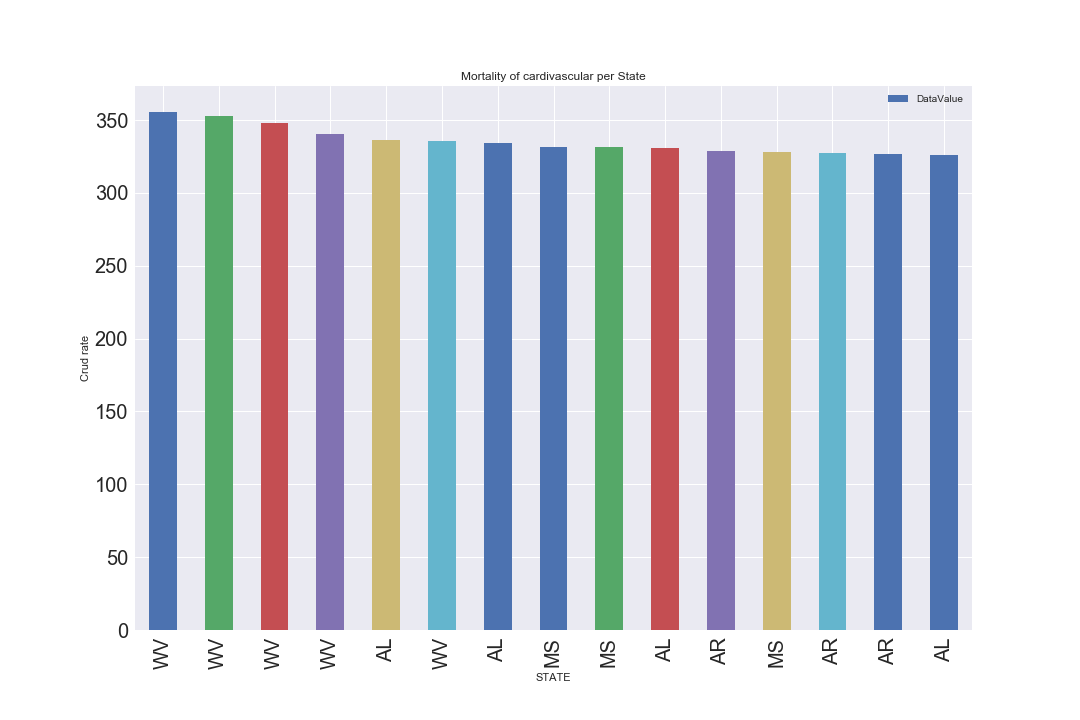 Mortality of cardivascular per State
DataValue
Crud rate
350
300
250
200
150
100
50
0
WV
WV
WV
WV
AL
WV
AL
MS
MS
AL
AR
MS
AR
AR
AL
STATE